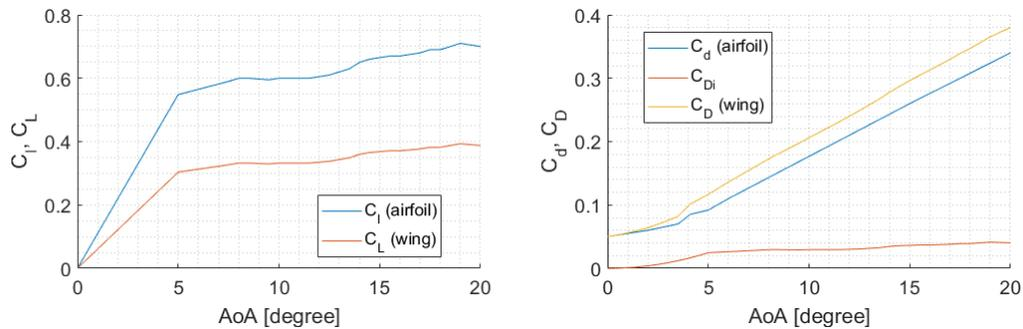 0.8
0.6
0.4
0.2
0
C_l, C_L
0 5 10 15 20
AoA [degree]
C_l (airfoil)
C_L (wing)
0.4
0.3
0.2
0.1
0
C_d, C_D
0 5 10 15 20
AoA [degree]
C_d (airfoil)
C_Di
C_D (wing)